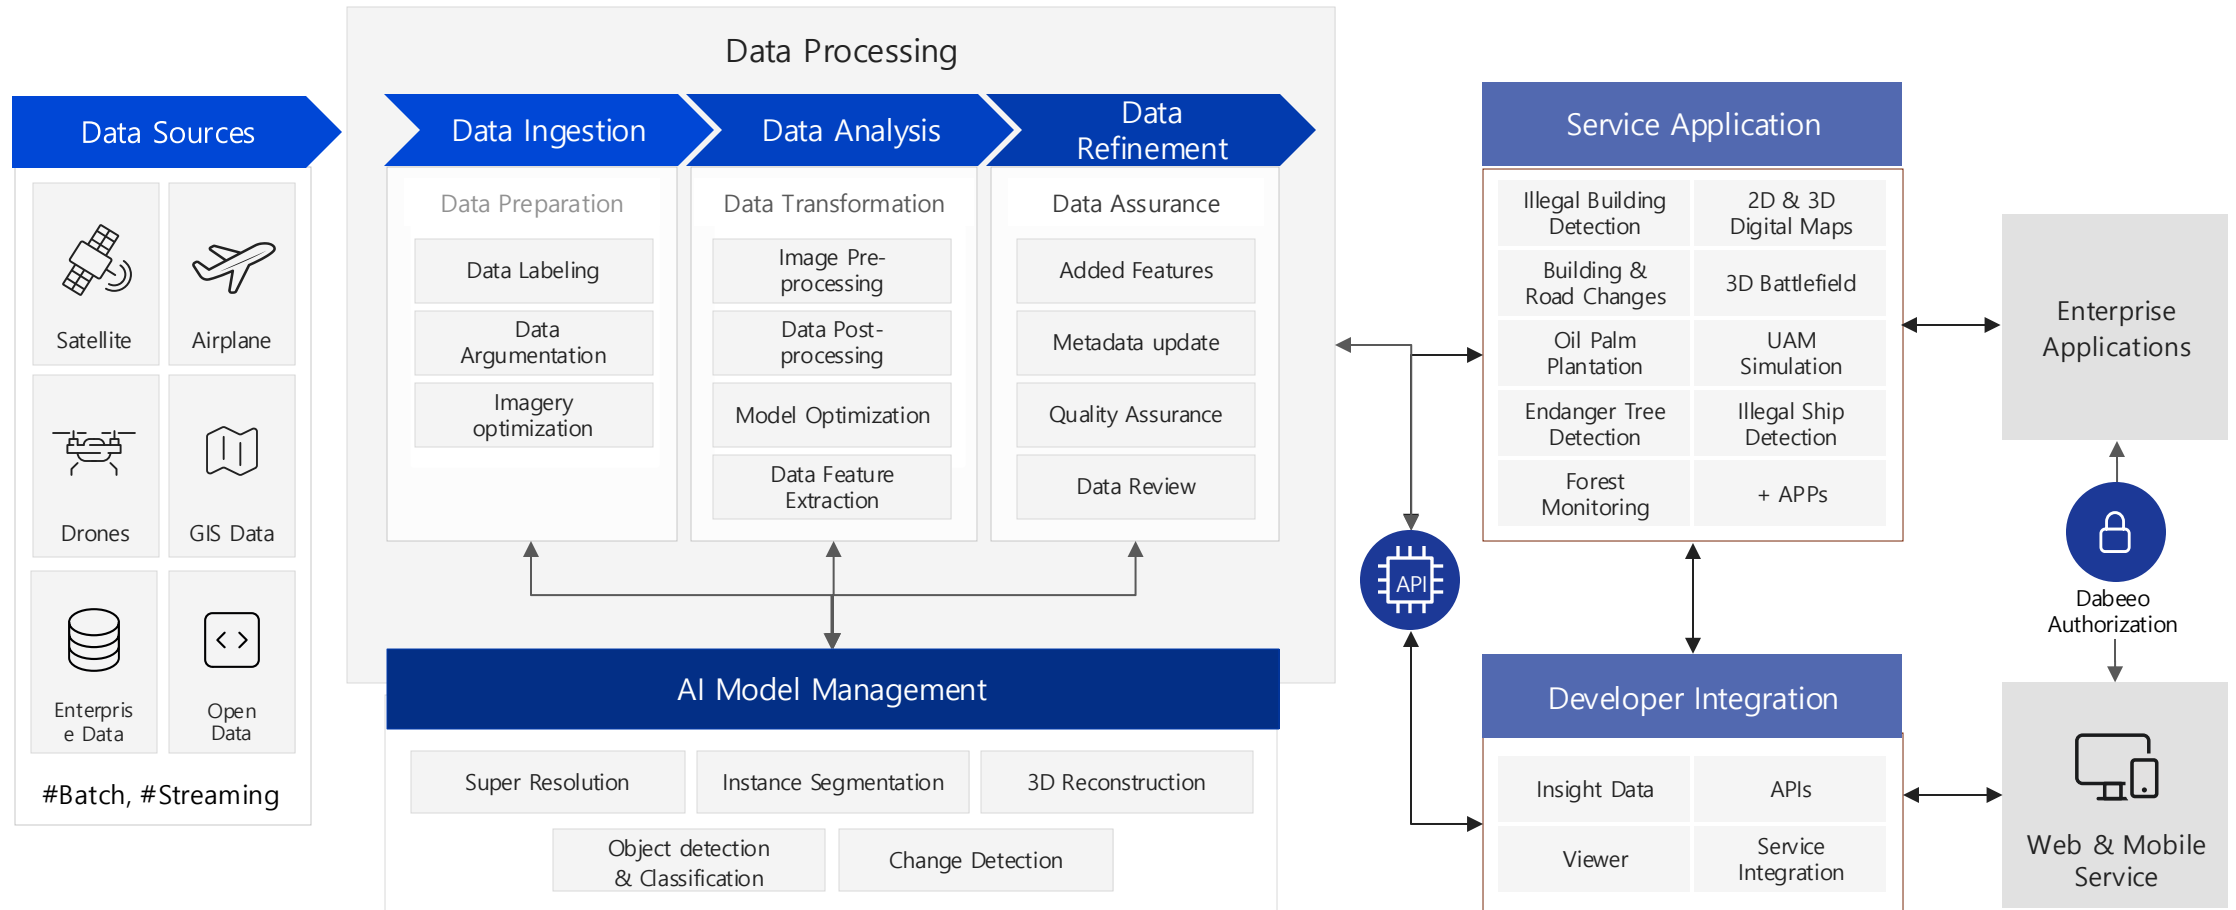 Data Processing
Data Sources
Satellite
Airplane
Drones
GIS Data
Enterpris
e Data
Open
Data
#Batch, #Streaming
Data Ingestion
Data Preparation
Data Labeling
Data
Argumentation
Imagery
optimization
Data Analysis
Data Transformation
Image Pre-
processing
Data Post-
processing
Model Optimization
Data Feature
Extraction
Data
Refinement
Data Assurance
Added Features
Metadata update
Quality Assurance
Data Review
AI Model Management
Super Resolution
Instance Segmentation
3D Reconstruction
Object detection
& Classification
Change Detection
API
Service Application
Illegal Building
Detection
2D & 3D
Digital Maps
Building &
Road Changes
3D Battlefield
Oil Palm
Plantation
UAM
Simulation
Endanger Tree
Detection
Illegal Ship
Detection
Forest
Monitoring
+ APPs
Developer Integration
Insight Data
APIs
Viewer
Service
Integration
Enterprise
Applications
Dabeeo
Authorization
Web & Mobile
Service